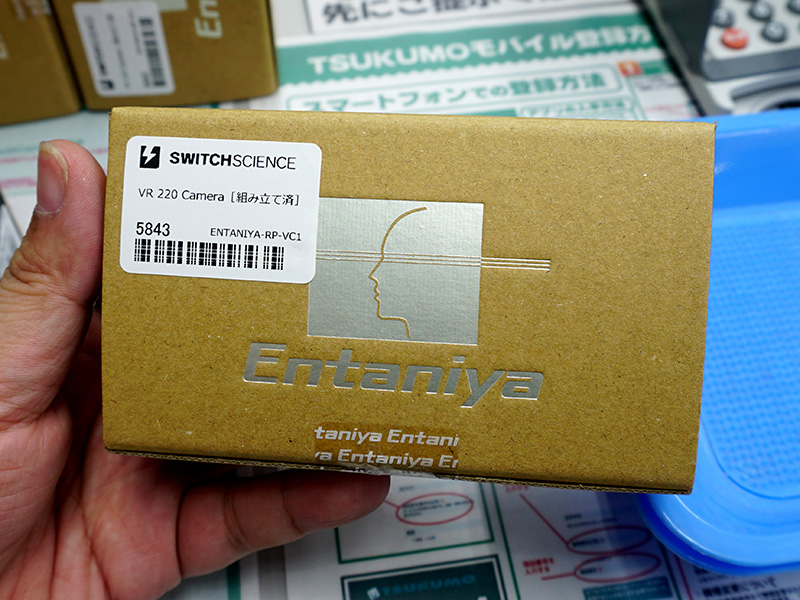 先にご提示
TSUKUMOモバイル登録方
スマートフォンでの登録方法
SWITCHSCIENCE
VR 220 Camera［組み立て済］
5843
ENTANIYA-RP-VC1
Entaniya
taniya Entani
ya Entaniya Er
TSUKUMO